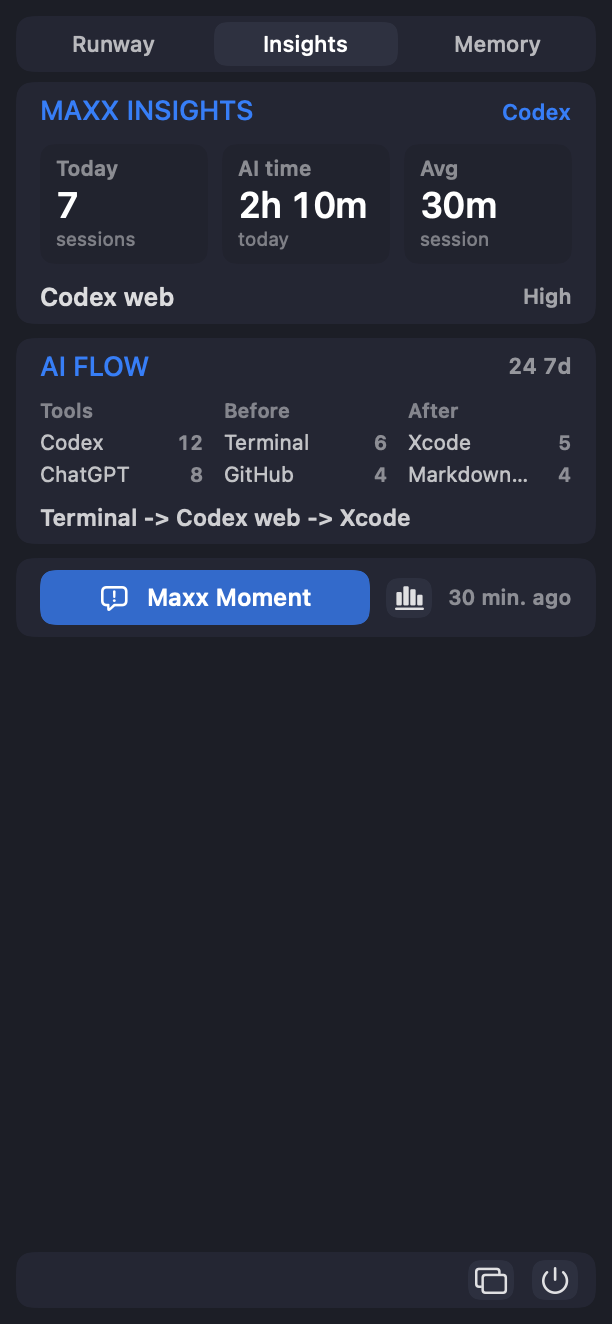 Runway Insights Memory
MAXX INSIGHTS Codex
Today AI time Avg
7 2h 10m 30m
sessions today session
Codex web High
AI FLOW 24 7d
Tools Before After
Codex 12 Terminal 6 Xcode 5
ChatGPT 8 GitHub 4 Markdown... 4
Terminal -> Codex web -> Xcode
Maxx Moment 30 min. ago